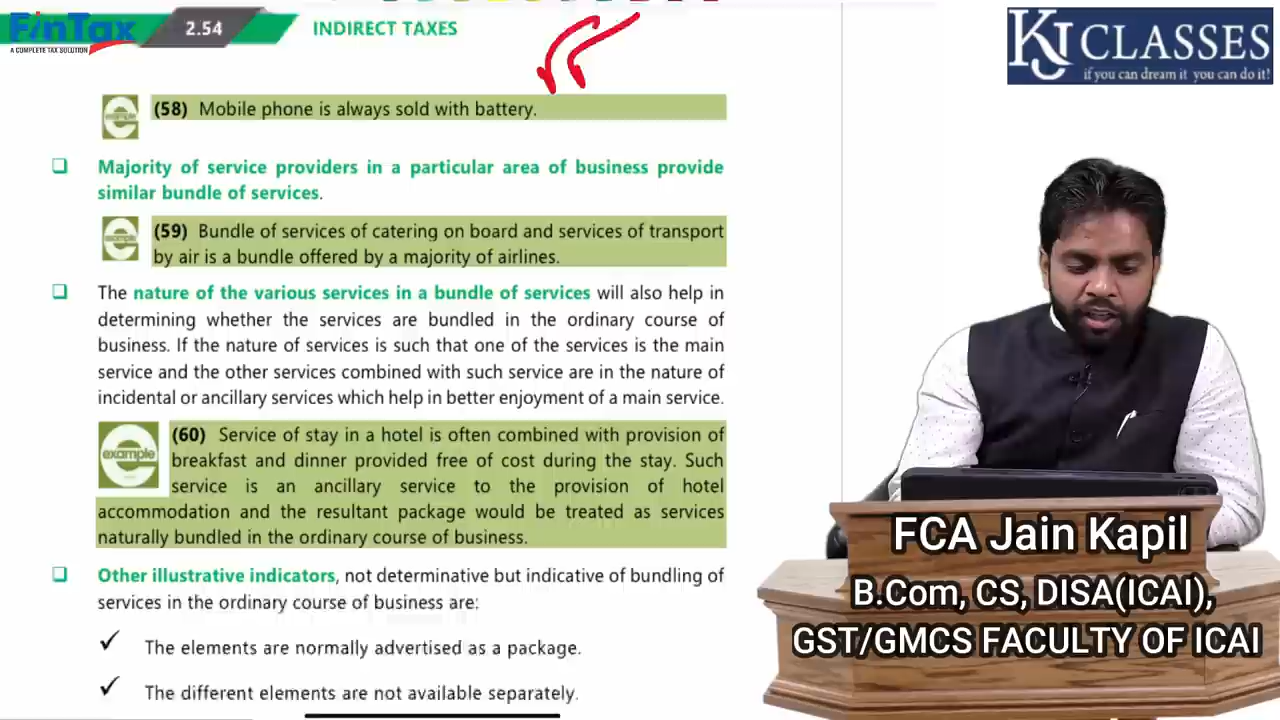 FinTax
A COMPLETE TAX SOLUTION
2.54
INDIRECT TAXES
KJ CLASSES
if you can dream it you can do it!
example
(58) Mobile phone is always sold with battery.
Majority of service providers in a particular area of business provide
similar bundle of services.
example
(59) Bundle of services of catering on board and services of transport
by air is a bundle offered by a majority of airlines.
The nature of the various services in a bundle of services will also help in
determining whether the services are bundled in the ordinary course of
business. If the nature of services is such that one of the services is the main
service and the other services combined with such service are in the nature of
incidental or ancillary services which help in better enjoyment of a main service.
example
(60) Service of stay in a hotel is often combined with provision of
breakfast and dinner provided free of cost during the stay. Such
service is an ancillary service to the provision of hotel
accommodation and the resultant package would be treated as services
naturally bundled in the ordinary course of business.
Other illustrative indicators, not determinative but indicative of bundling of
services in the ordinary course of business are:
The elements are normally advertised as a package.
The different elements are not available separately.
FCA Jain Kapil
B.Com, CS, DISA(ICAI),
GST/GMCS FACULTY OF ICAI